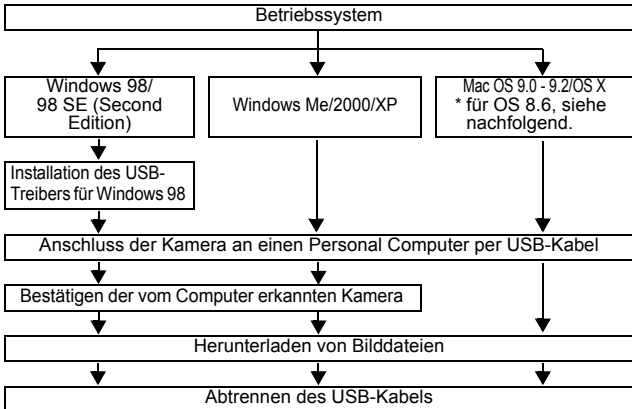 Betriebssystem
Windows 98/
98 SE (Second
Edition)
Windows Me/2000/XP
Mac OS 9.0 - 9.2/OS X
* für OS 8.6, siehe
nachfolgend.
Installation des USB-
Treibers für Windows 98
Anschluss der Kamera an einen Personal Computer per USB-Kabel
Bestätigen der vom Computer erkannten Kamera
Herunterladen von Bilddateien
Abtrennen des USB-Kabels